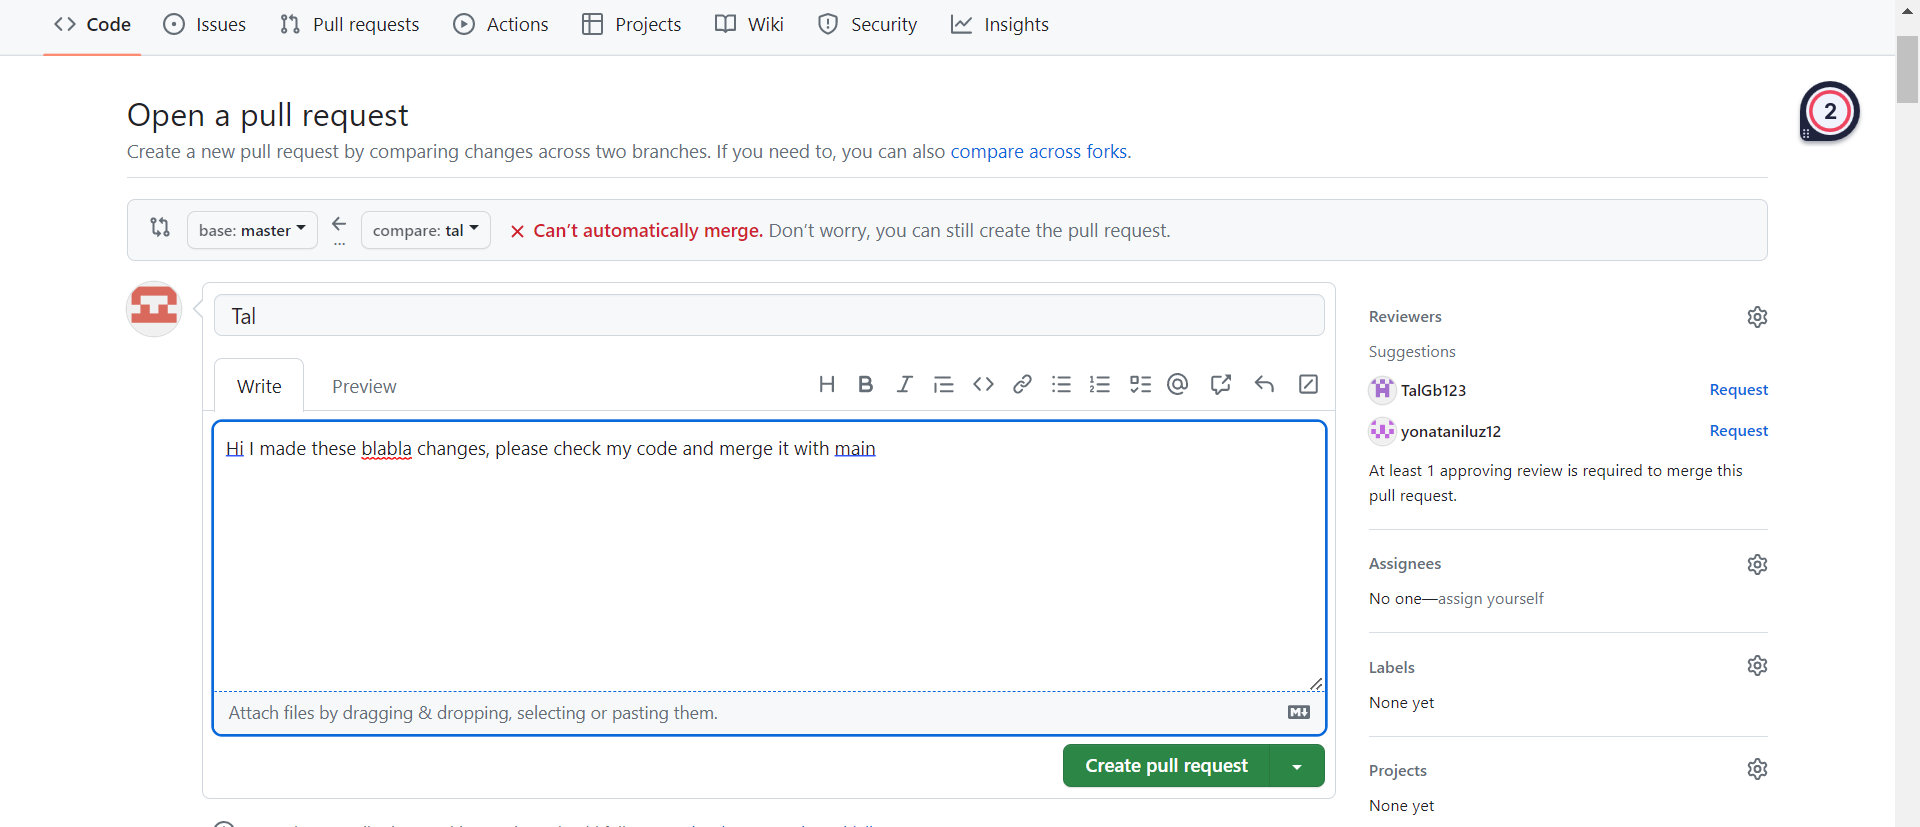 Code Issues Pull requests Actions Projects Wiki Security Insights
2
Open a pull request
Create a new pull request by comparing changes across two branches. If you need to, you can also compare across forks.
base: master ← compare: tal Can’t automatically merge. Don’t worry, you can still create the pull request.
...
Tal
Write Preview
Hi I made these blabla changes, please check my code and merge it with main
Attach files by dragging & dropping, selecting or pasting them.
Create pull request
Reviewers
Suggestions
TalGb123 Request
yonataniluz12 Request
At least 1 approving review is required to merge this
pull request.
Assignees
No one—assign yourself
Labels
None yet
Projects
None yet